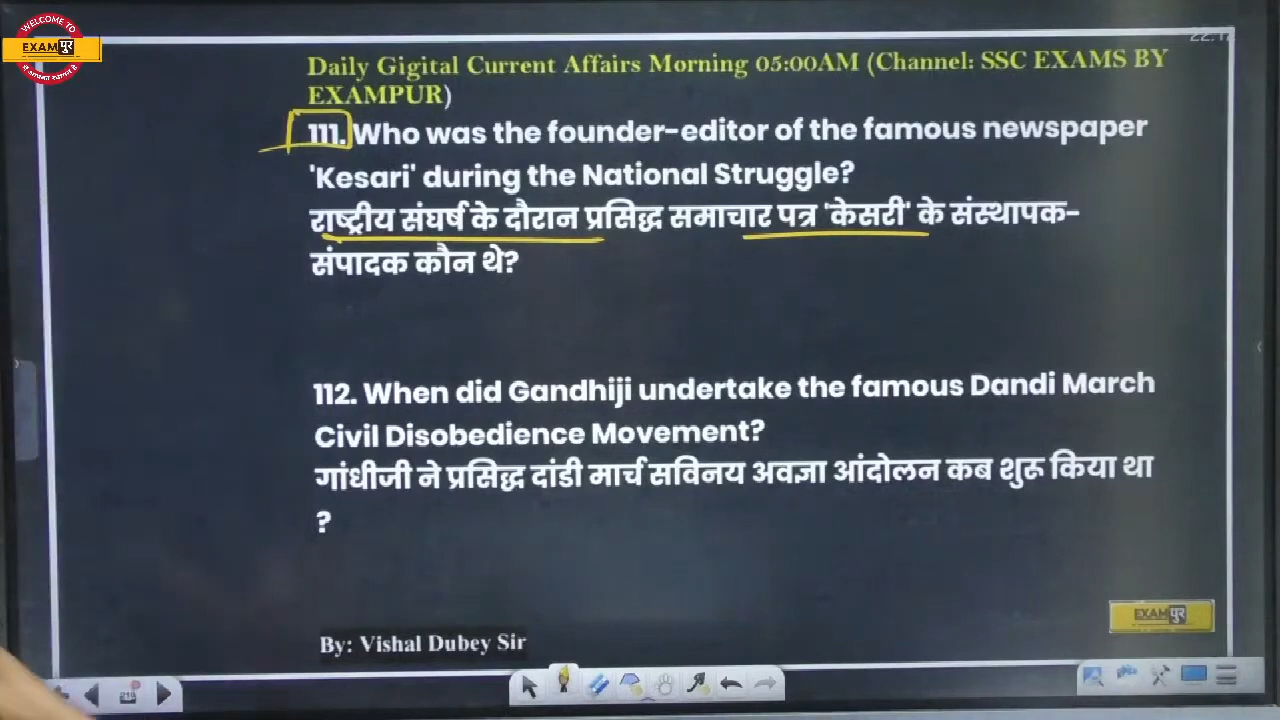 WELCOME TO
EXAMपुर
Daily Gigital Current Affairs Morning 05:00AM (Channel: SSC EXAMS BY
EXAMPUR)
111. Who was the founder-editor of the famous newspaper
'Kesari' during the National Struggle?
राष्ट्रीय संघर्ष के दौरान प्रसिद्ध समाचार पत्र 'केसरी' के संस्थापक-
संपादक कौन थे?
112. When did Gandhiji undertake the famous Dandi March
Civil Disobedience Movement?
गांधीजी ने प्रसिद्ध दांडी मार्च सविनय अवज्ञा आंदोलन कब शुरू किया था
?
EXAMपुर
By: Vishal Dubey Sir